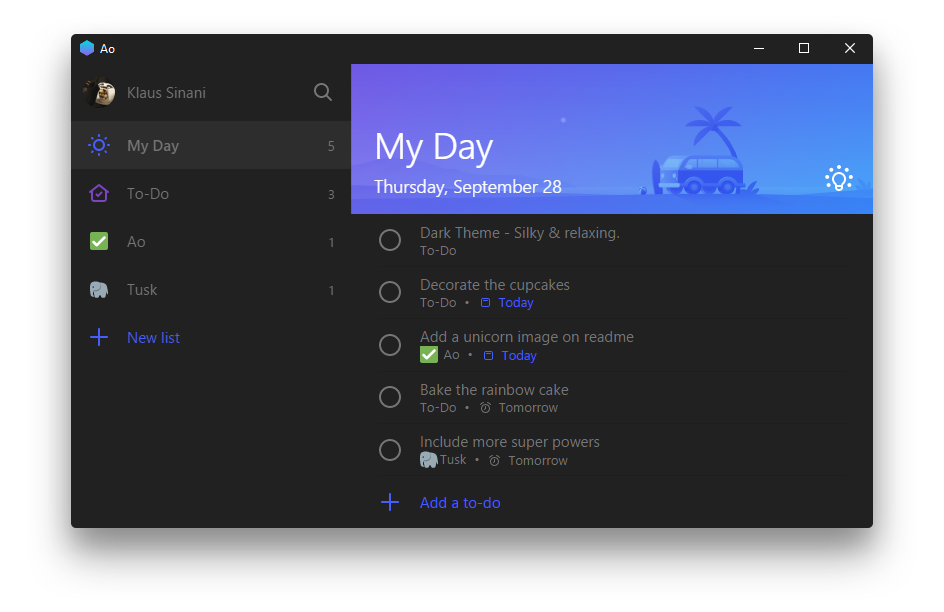 Ao
Klaus Sinani
My Day 5
To-Do 3
Ao 1
Tusk 1
New list
My Day
Thursday, September 28
Dark Theme - Silky & relaxing.
To-Do
Decorate the cupcakes
To-Do • Today
Add a unicorn image on readme
Ao • Today
Bake the rainbow cake
To-Do • Tomorrow
Include more super powers
Tusk • Tomorrow
Add a to-do